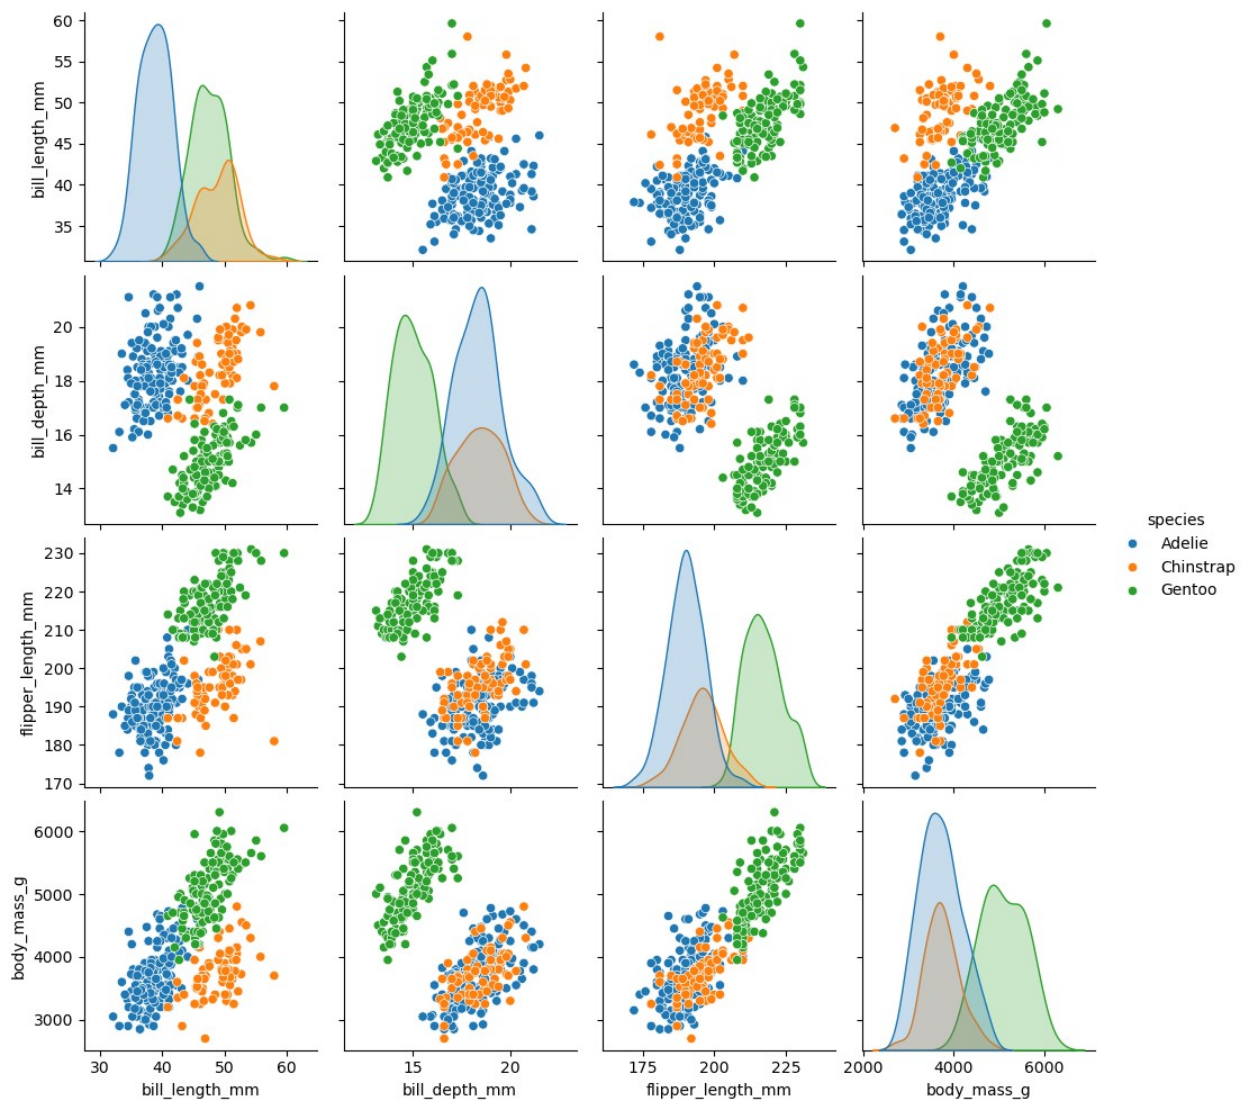 60
55
50
45
40
35
bill_length_mm
20
18
16
14
bill_depth_mm
species
Adelie
Chinstrap
Gentoo
230
220
210
200
190
180
170
flipper_length_mm
6000
5000
4000
3000
body_mass_g
30 40 50 60
15 20
175 200 225
2000 4000 6000
bill_length_mm
bill_depth_mm
flipper_length_mm
body_mass_g